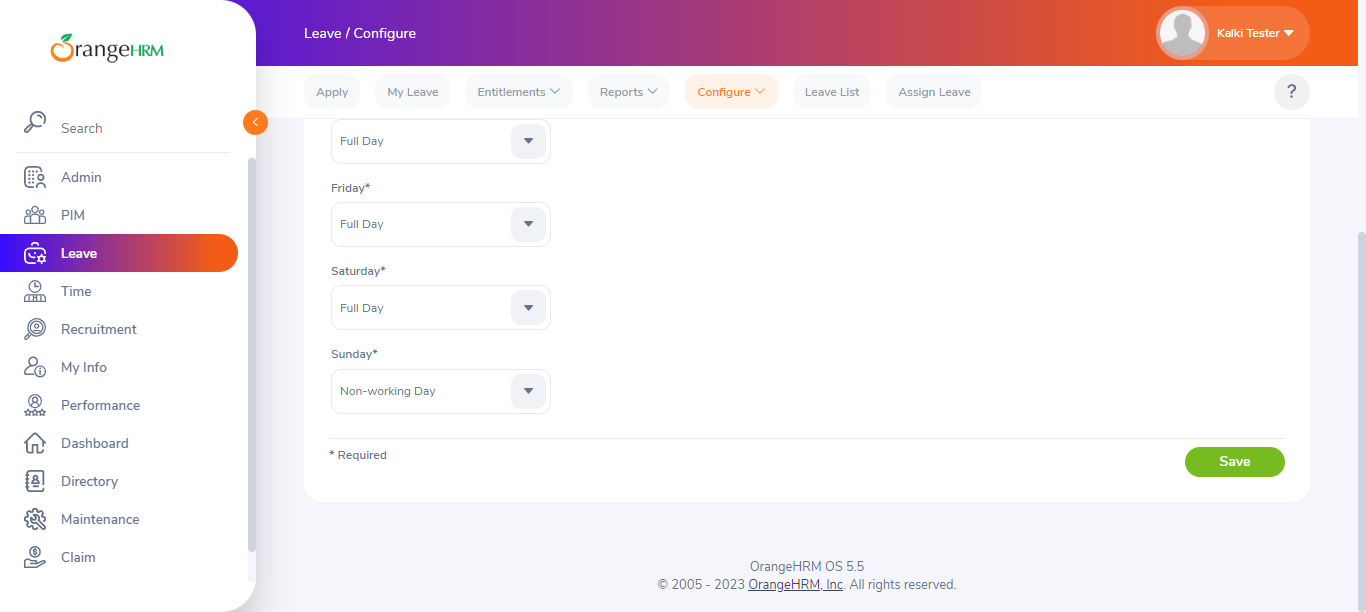 OrangeHRM
Leave / Configure
Kalki Tester
Apply
My Leave
Entitlements
Reports
Configure
Leave List
Assign Leave
?
Search
Admin
PIM
Leave
Time
Recruitment
My Info
Performance
Dashboard
Directory
Maintenance
Claim
Full Day
Friday*
Full Day
Saturday*
Full Day
Sunday*
Non-working Day
* Required
Save
OrangeHRM OS 5.5
© 2005 - 2023 OrangeHRM, Inc. All rights reserved.